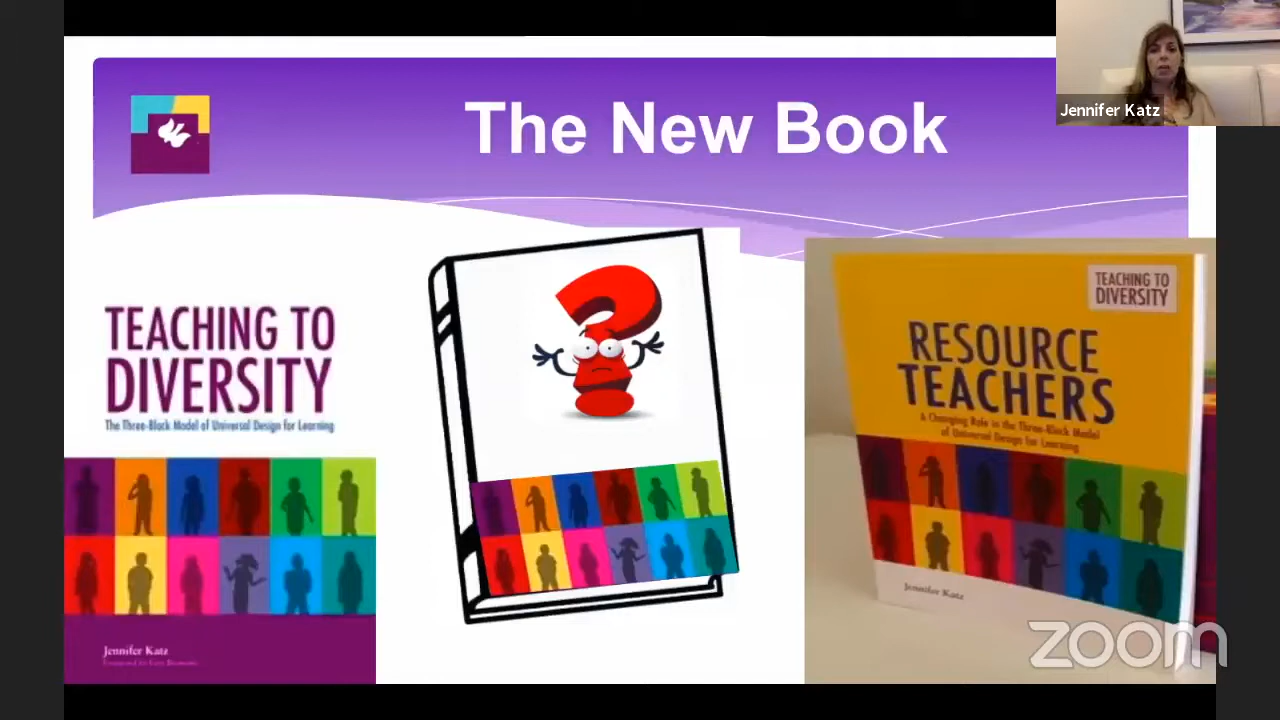 The New Book
Jennifer Katz
TEACHING TO
DIVERSITY
The Three-Block Model of Universal Design for Learning
Jennifer Katz
TEACHING TO
DIVERSITY
RESOURCE
TEACHERS
A Changing Role in the Three-Block Model
of Universal Design for Learning
Jennifer Katz
zoom